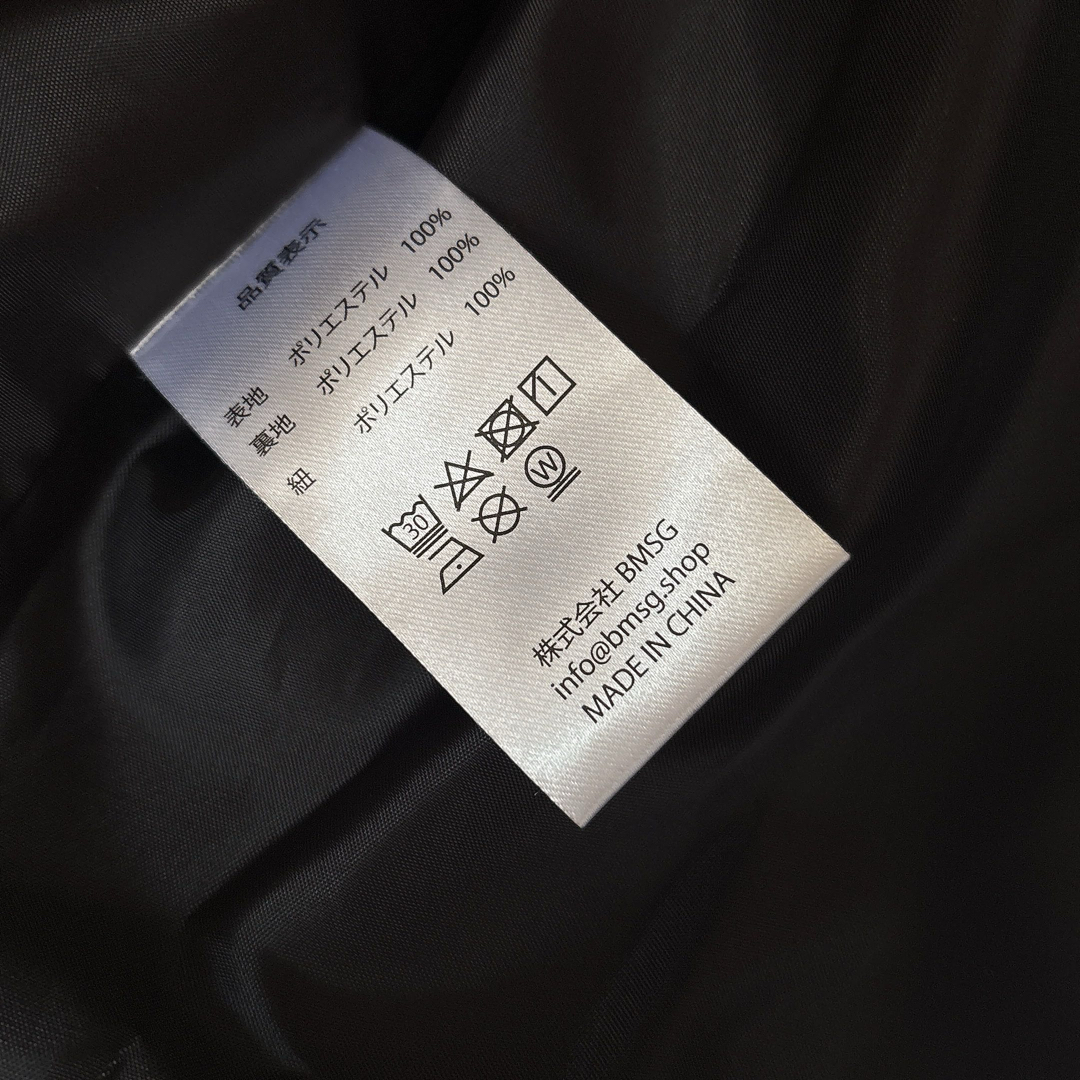 品質表示
表地 ポリエステル 100%
裏地 ポリエステル 100%
紐 ポリエステル 100%
30
W
株式会社 BMSG
info@bmsg.shop
MADE IN CHINA